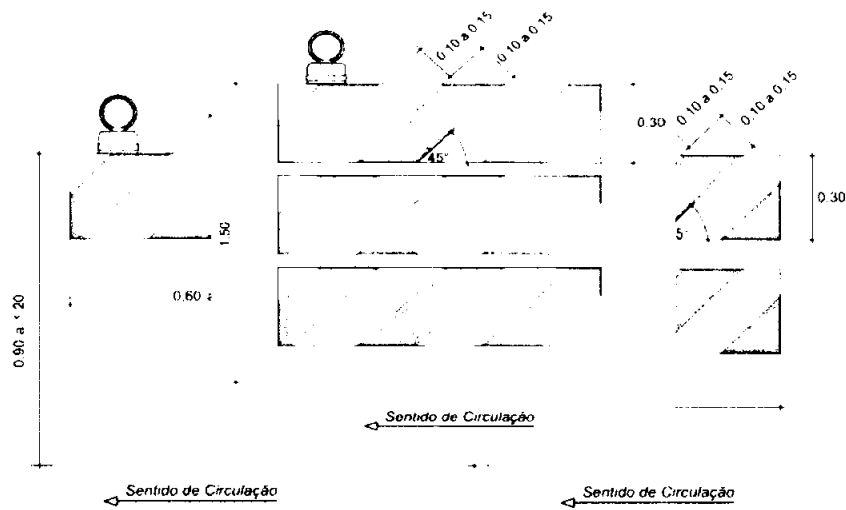 0.10 a 0.15
0.10 a 0.15
0.30
0.10 a 0.15
0.10 a 0.15
45°
0.30
1.50
5°
0.60
Sentido de Circulação
Sentido de Circulação
Sentido de Circulação